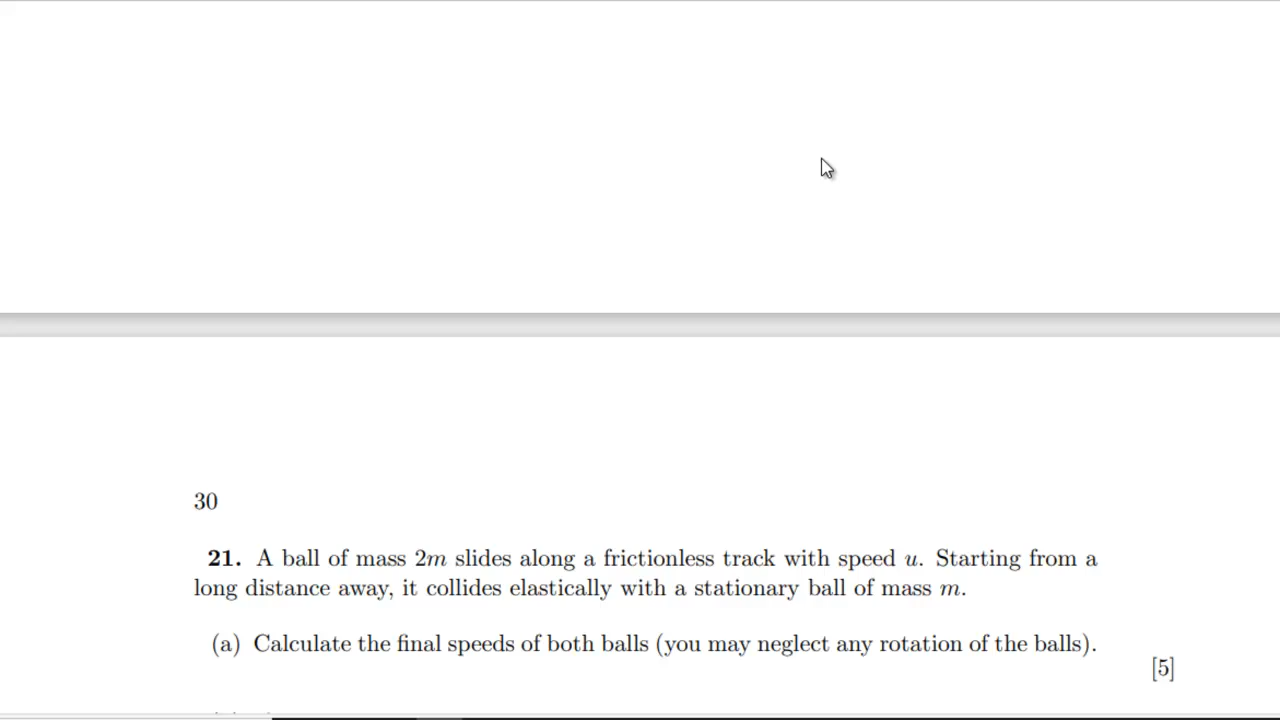 30
21. A ball of mass 2m slides along a frictionless track with speed u. Starting from a
long distance away, it collides elastically with a stationary ball of mass m.
(a) Calculate the final speeds of both balls (you may neglect any rotation of the balls).
[5]